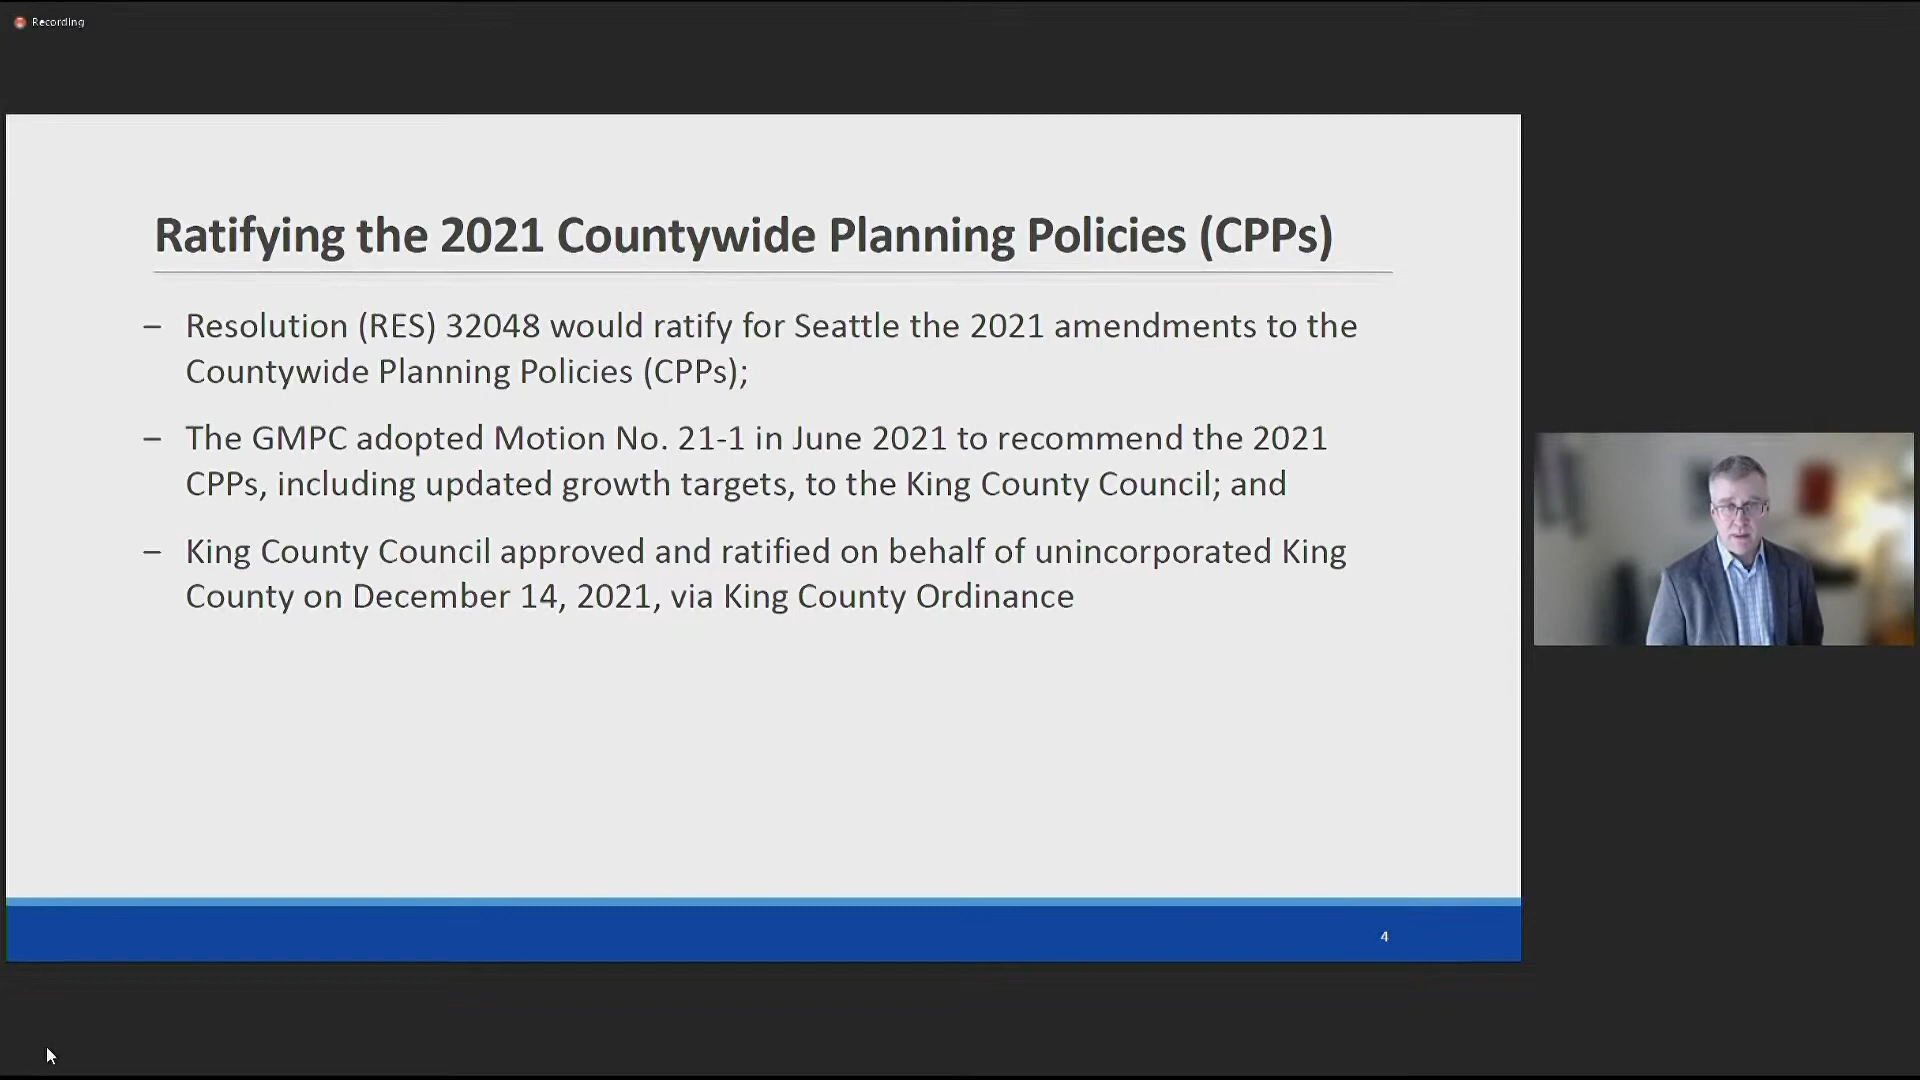 Recording
Ratifying the 2021 Countywide Planning Policies (CPPs)
– Resolution (RES) 32048 would ratify for Seattle the 2021 amendments to the
Countywide Planning Policies (CPPs);
– The GMPC adopted Motion No. 21-1 in June 2021 to recommend the 2021
CPPs, including updated growth targets, to the King County Council; and
– King County Council approved and ratified on behalf of unincorporated King
County on December 14, 2021, via King County Ordinance
4